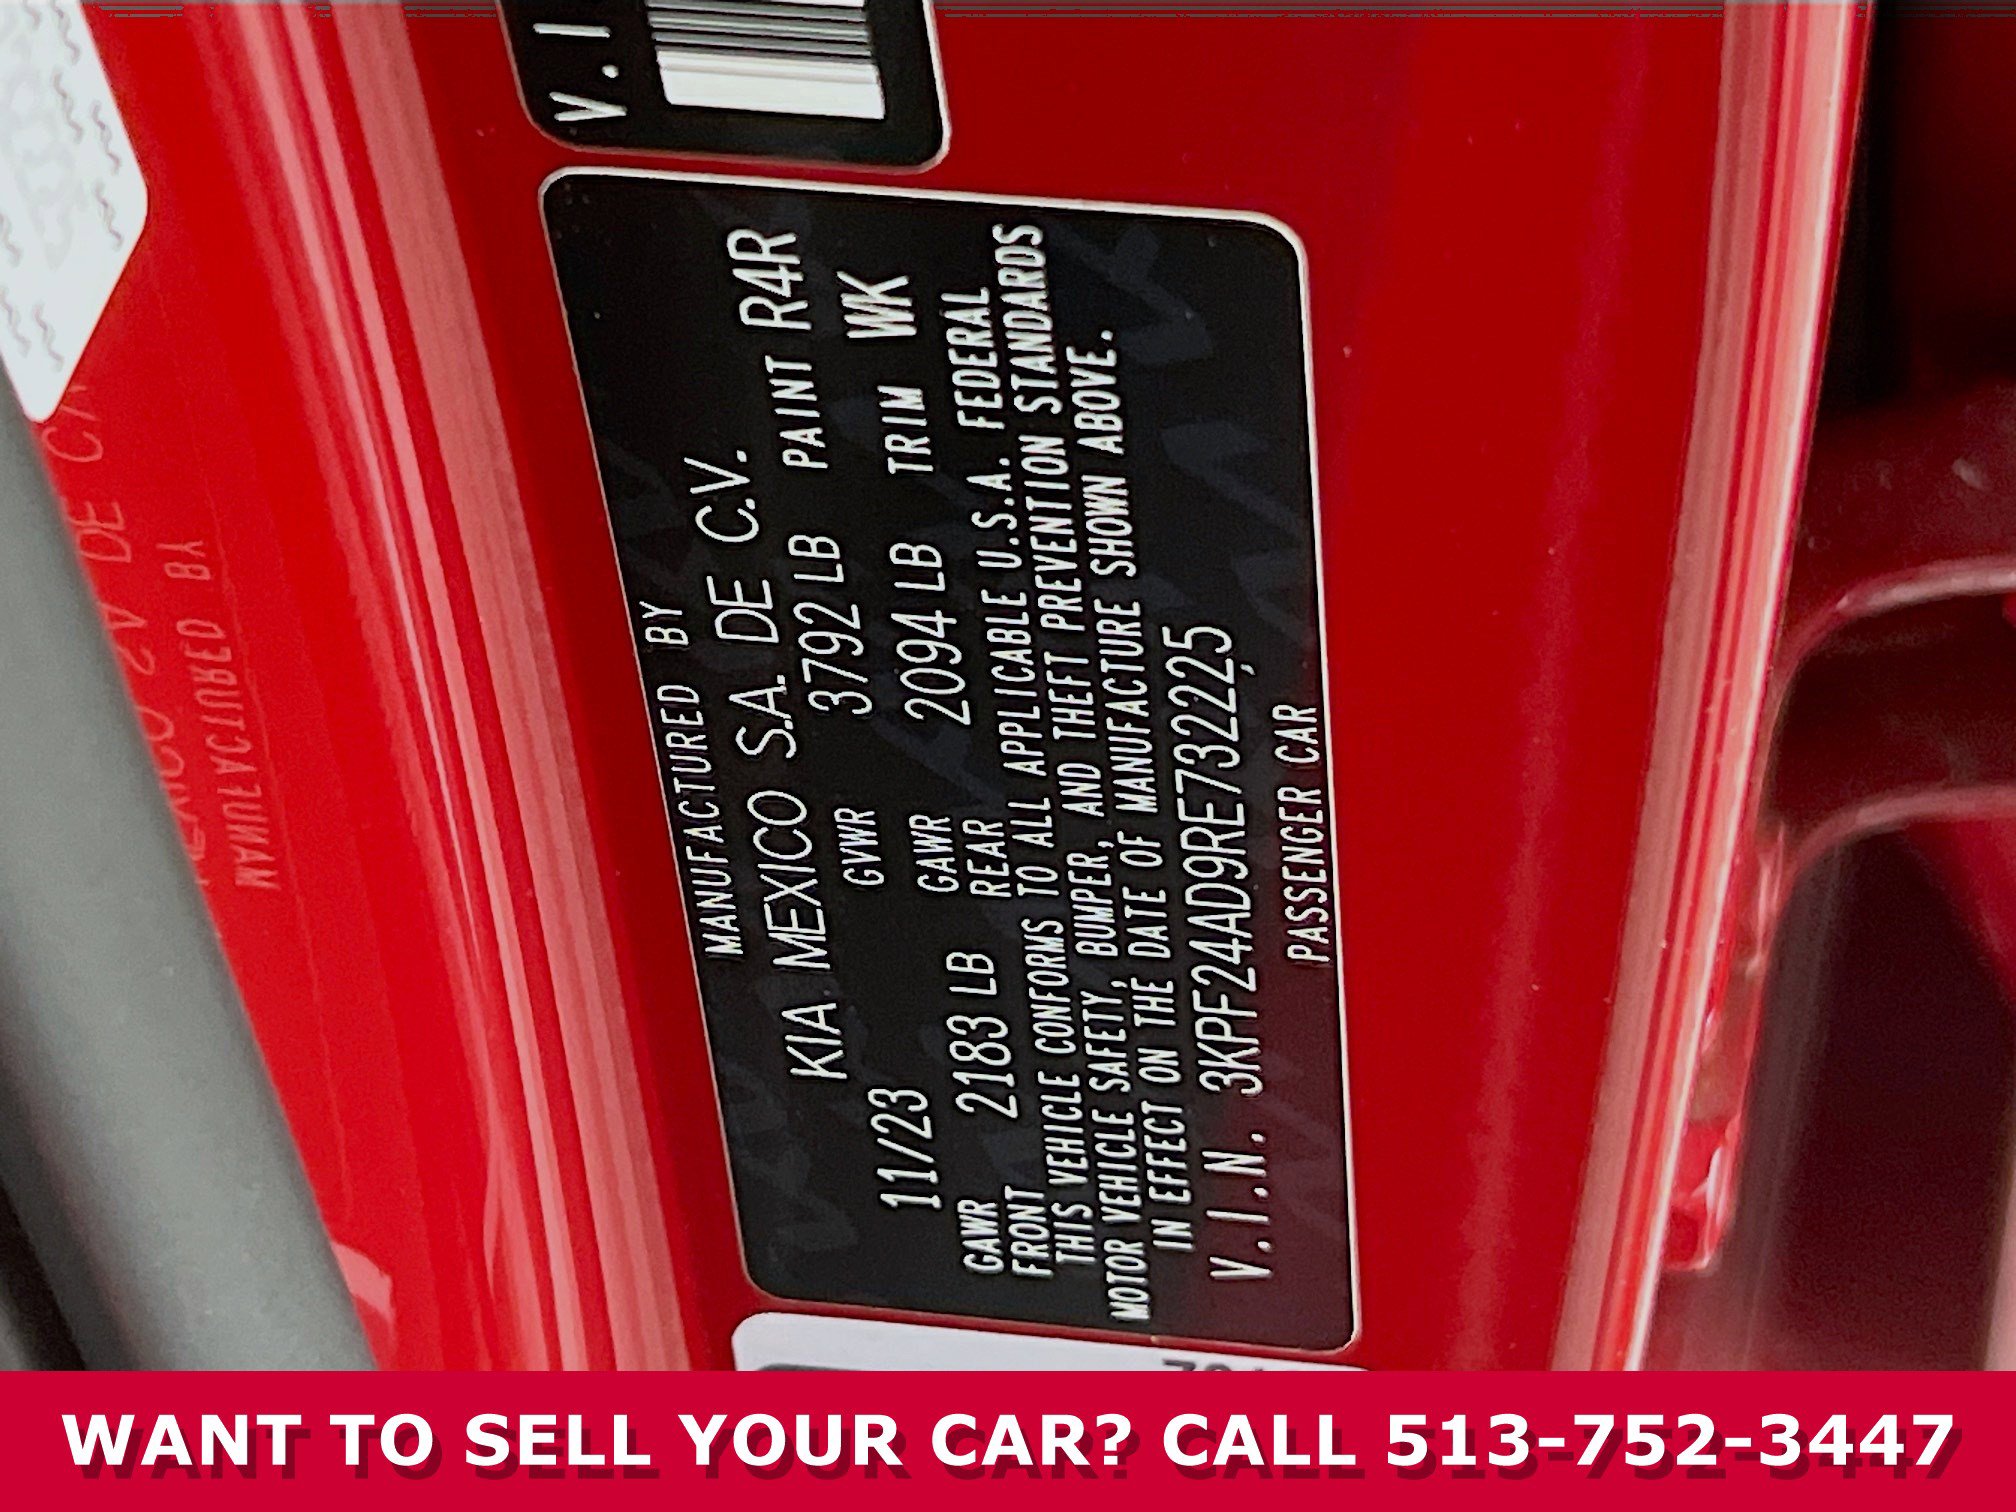 V.I
MANUFACTURED BY
KIA MEXICO S.A. DE C.V.
11/23 GVWR 3792 LB PAINT R4R
GAWR FRONT 2183 LB GAWR REAR 2094 LB TRIM WK
THIS VEHICLE CONFORMS TO ALL APPLICABLE U.S.A. FEDERAL
MOTOR VEHICLE SAFETY, BUMPER, AND THEFT PREVENTION STANDARDS
IN EFFECT ON THE DATE OF MANUFACTURE SHOWN ABOVE.
V.I.N. 3KPF24AD9RE732225
PASSENGER CAR
WANT TO SELL YOUR CAR? CALL 513-752-3447